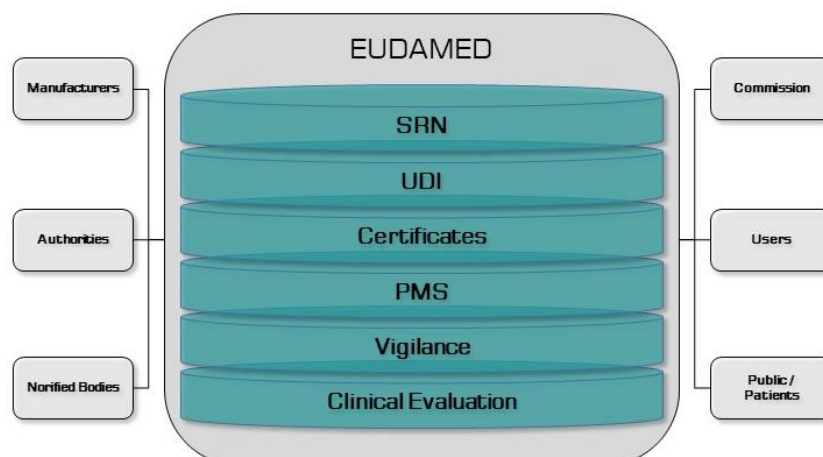 EUDAMED
Manufacturers
Authorities
Norified Bodies
SRN
UDI
Certificates
PMS
Vigilance
Clinical Evaluation
Commission
Users
Public /
Patients